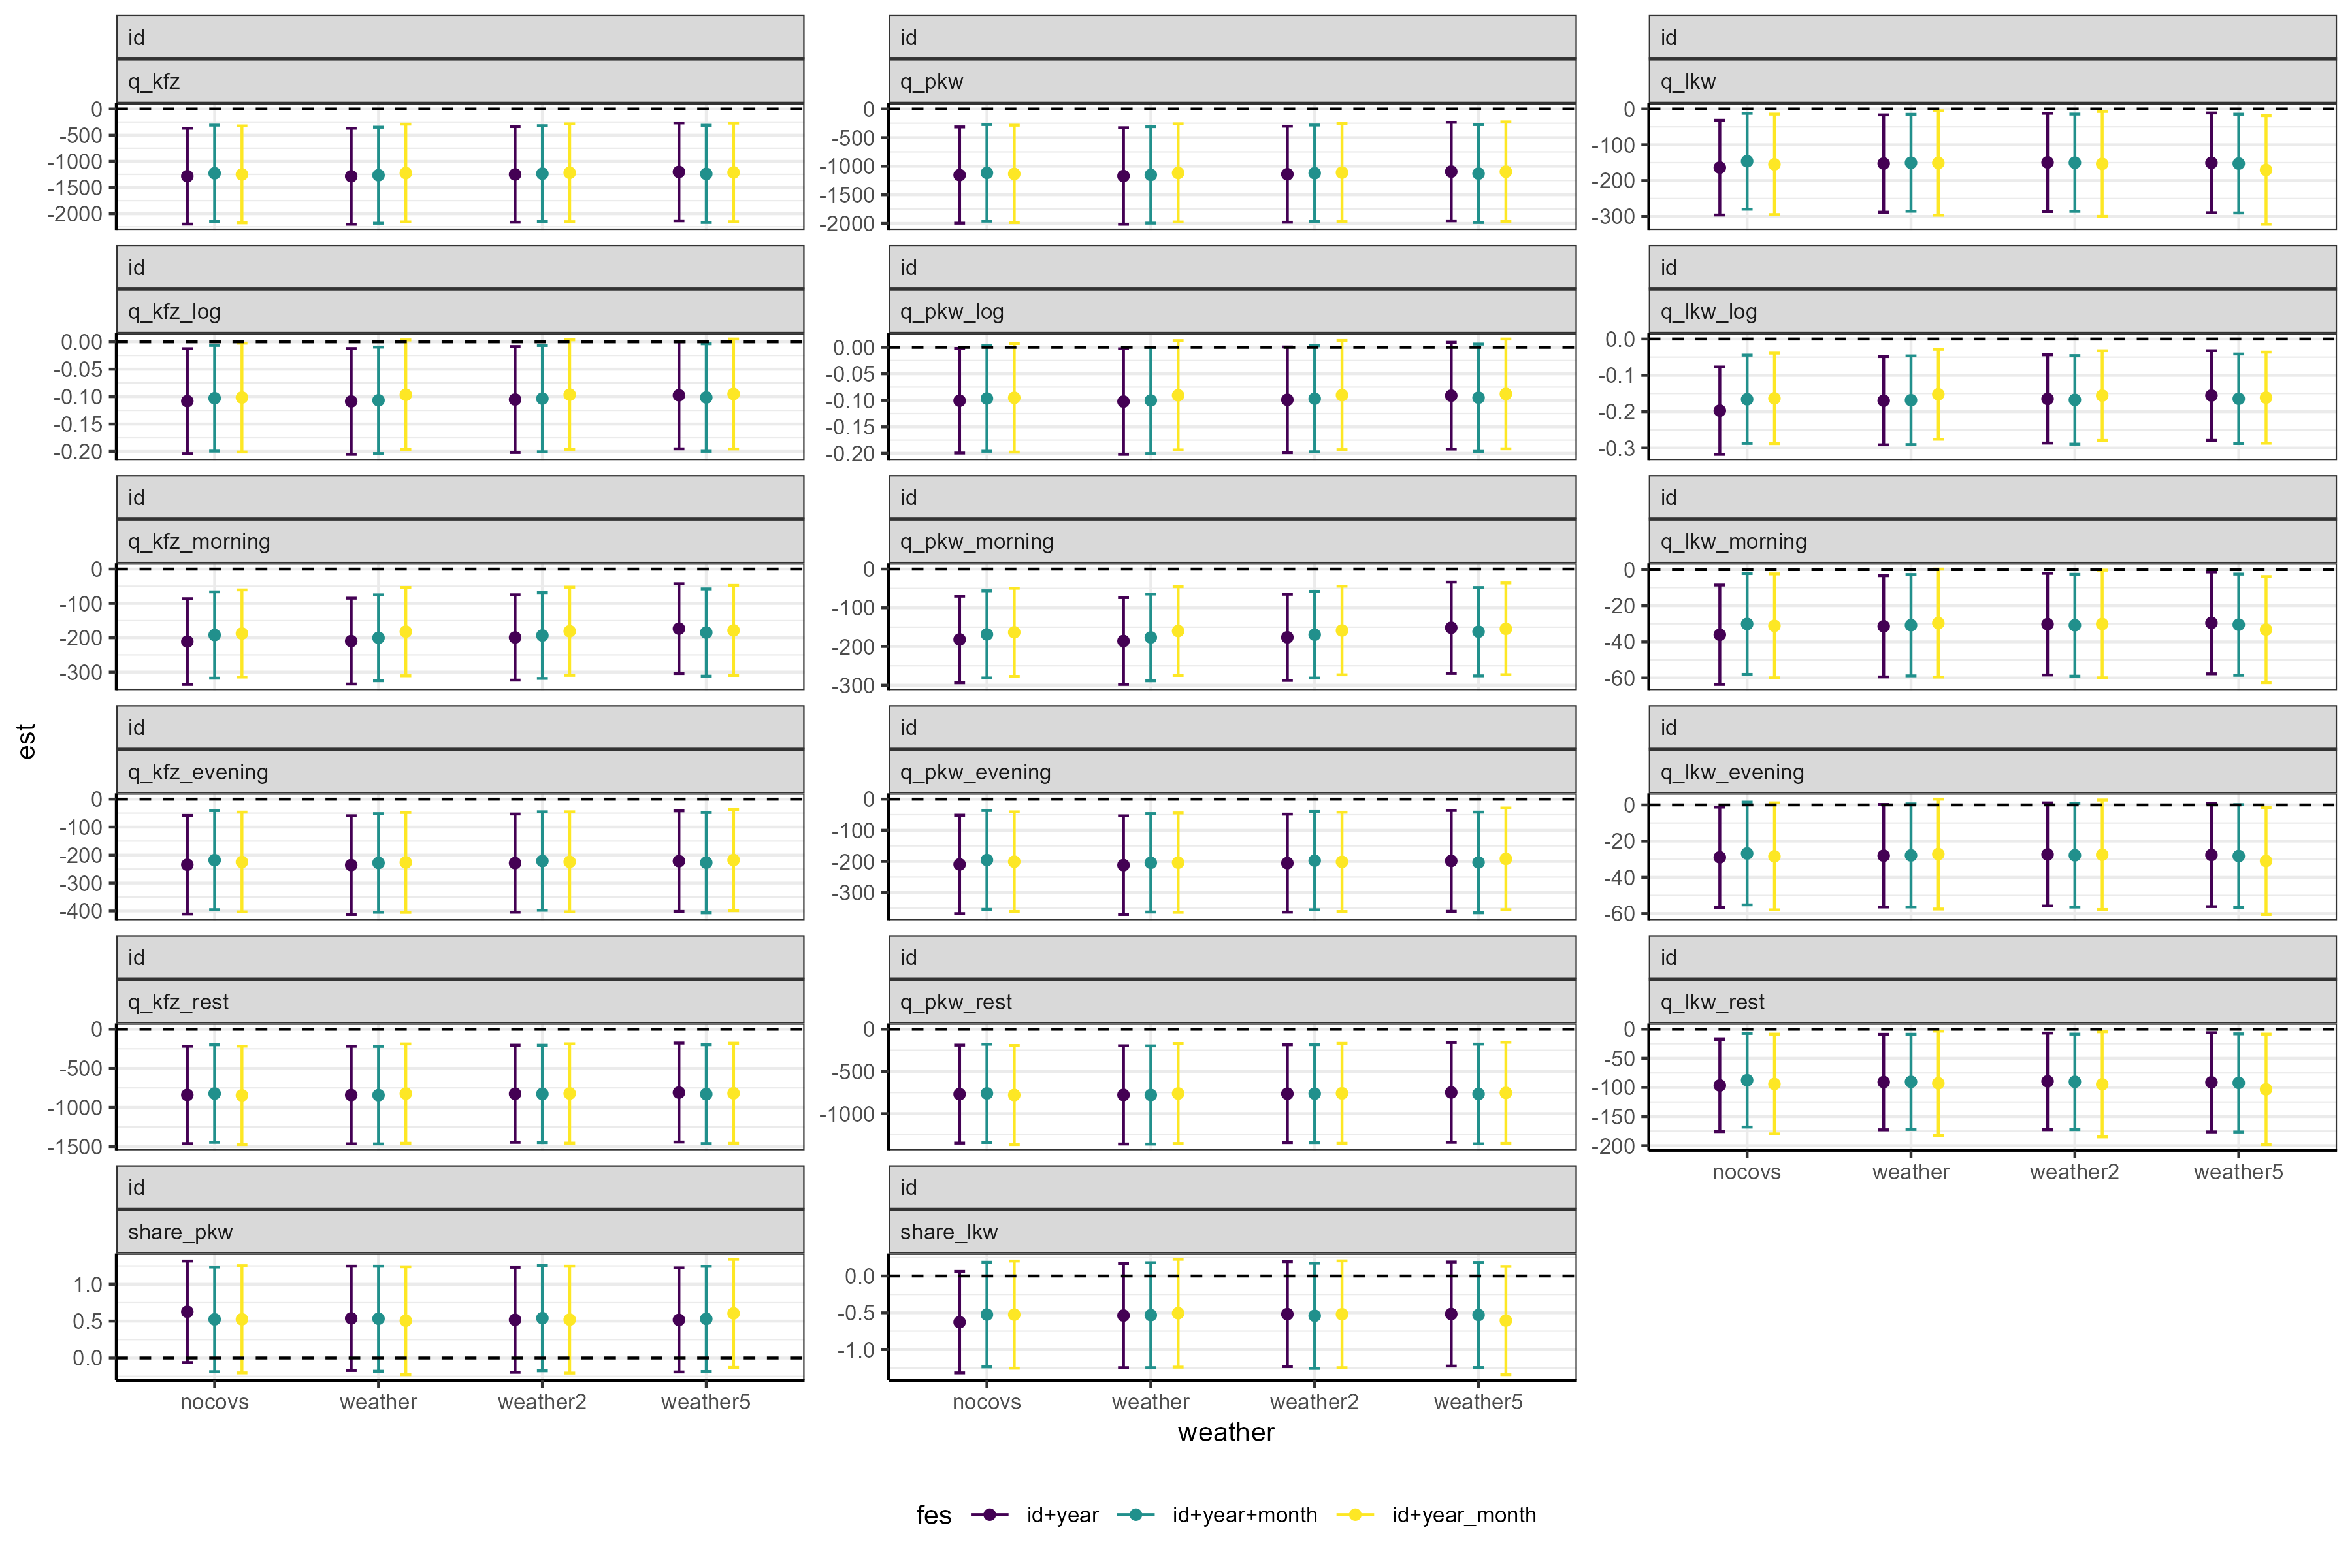 id
q_kfz
0
-500
-1000
-1500
-2000
id
q_pkw
0
-500
-1000
-1500
-2000
id
q_lkw
0
-100
-200
-300
id
q_kfz_log
0.00
-0.05
-0.10
-0.15
-0.20
id
q_pkw_log
0.00
-0.05
-0.10
-0.15
-0.20
id
q_lkw_log
0.0
-0.1
-0.2
-0.3
id
q_kfz_morning
0
-100
-200
-300
id
q_pkw_morning
0
-100
-200
-300
id
q_lkw_morning
0
-20
-40
-60
est
id
q_kfz_evening
0
-100
-200
-300
-400
id
q_pkw_evening
0
-100
-200
-300
id
q_lkw_evening
0
-20
-40
-60
id
q_kfz_rest
0
-500
-1000
-1500
id
q_pkw_rest
0
-500
-1000
id
q_lkw_rest
0
-50
-100
-150
-200
nocovs weather weather2 weather5
id
share_pkw
1.0
0.5
0.0
nocovs weather weather2 weather5
id
share_lkw
0.0
-0.5
-1.0
nocovs weather weather2 weather5
weather
fes id+year id+year+month id+year_month